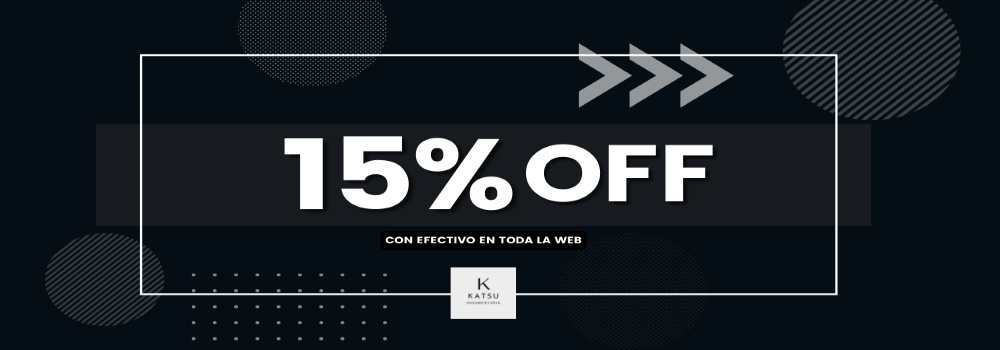 15% OFF
CON EFECTIVO EN TODA LA WEB
K
KATSU
INDUMENTARIA